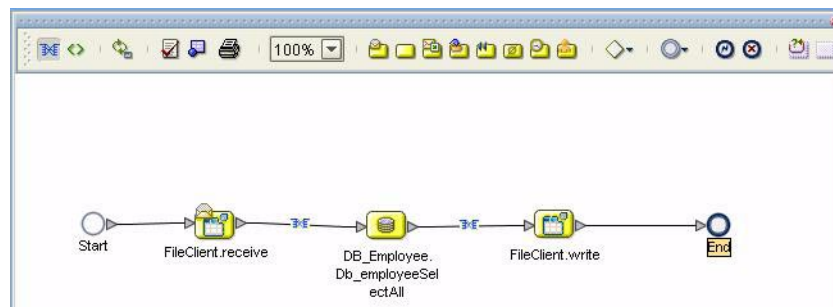 100%
Start
FileClient.receive
DB_Employee.
Db_employeeSel
ectAll
FileClient.write
End